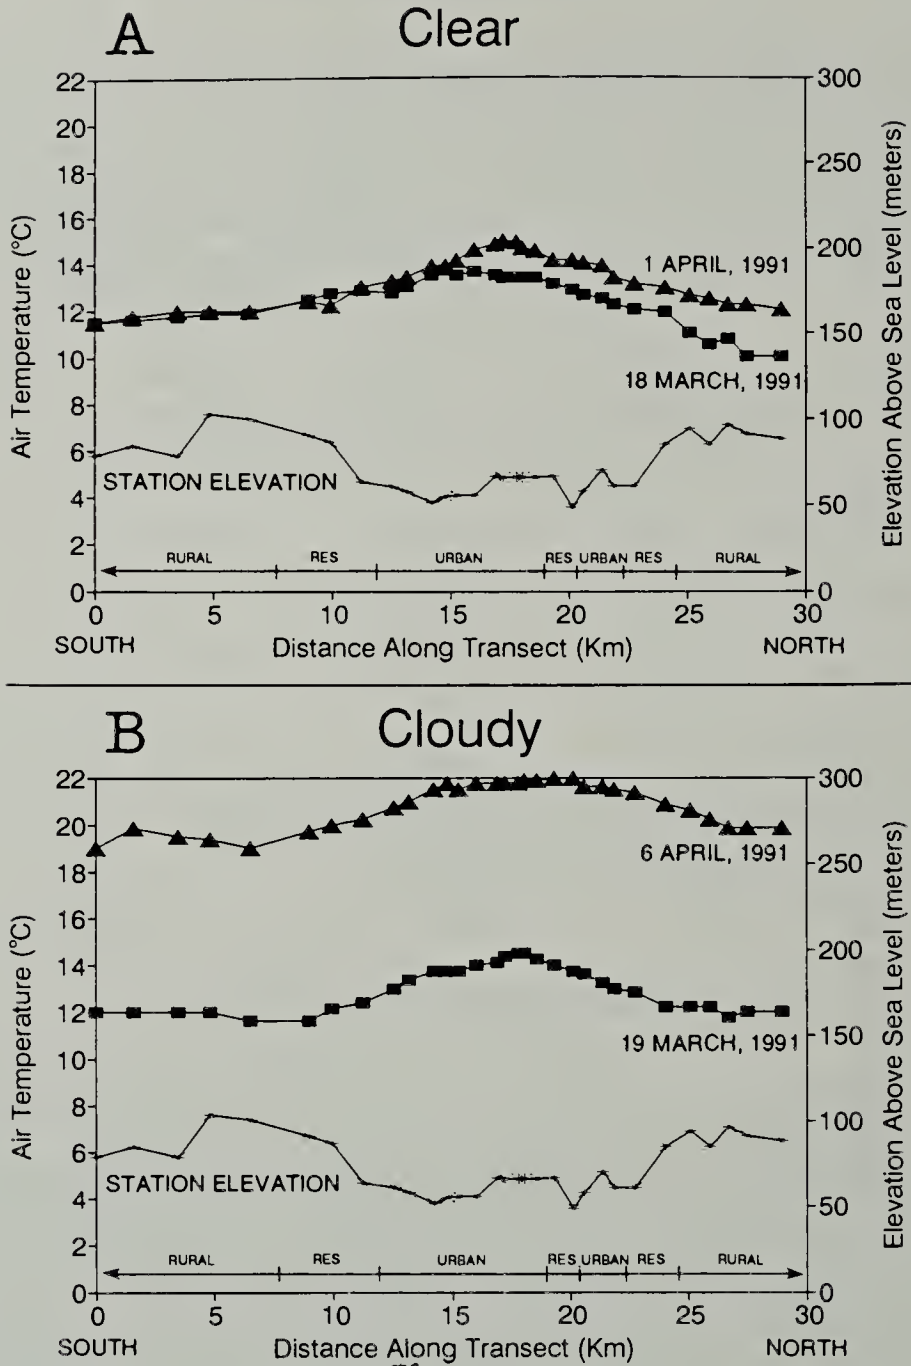 A Clear
22 300
20
18 250
16
14 200
12 150
10
8 100
6
4 50
2
0 0
Air Temperature (°C)
Elevation Above Sea Level (meters)
1 APRIL, 1991
18 MARCH, 1991
STATION ELEVATION
RURAL RES URBAN RES URBAN RES RURAL
0 5 10 15 20 25 30
SOUTH Distance Along Transect (Km) NORTH
B Cloudy
22 300
20
18 250
16
14 200
12 150
10
8 100
6
4 50
2
0 0
Air Temperature (°C)
Elevation Above Sea Level (meters)
6 APRIL, 1991
19 MARCH, 1991
STATION ELEVATION
RURAL RES URBAN RES URBAN RES RURAL
0 5 10 15 20 25 30
SOUTH Distance Along Transect (Km) NORTH